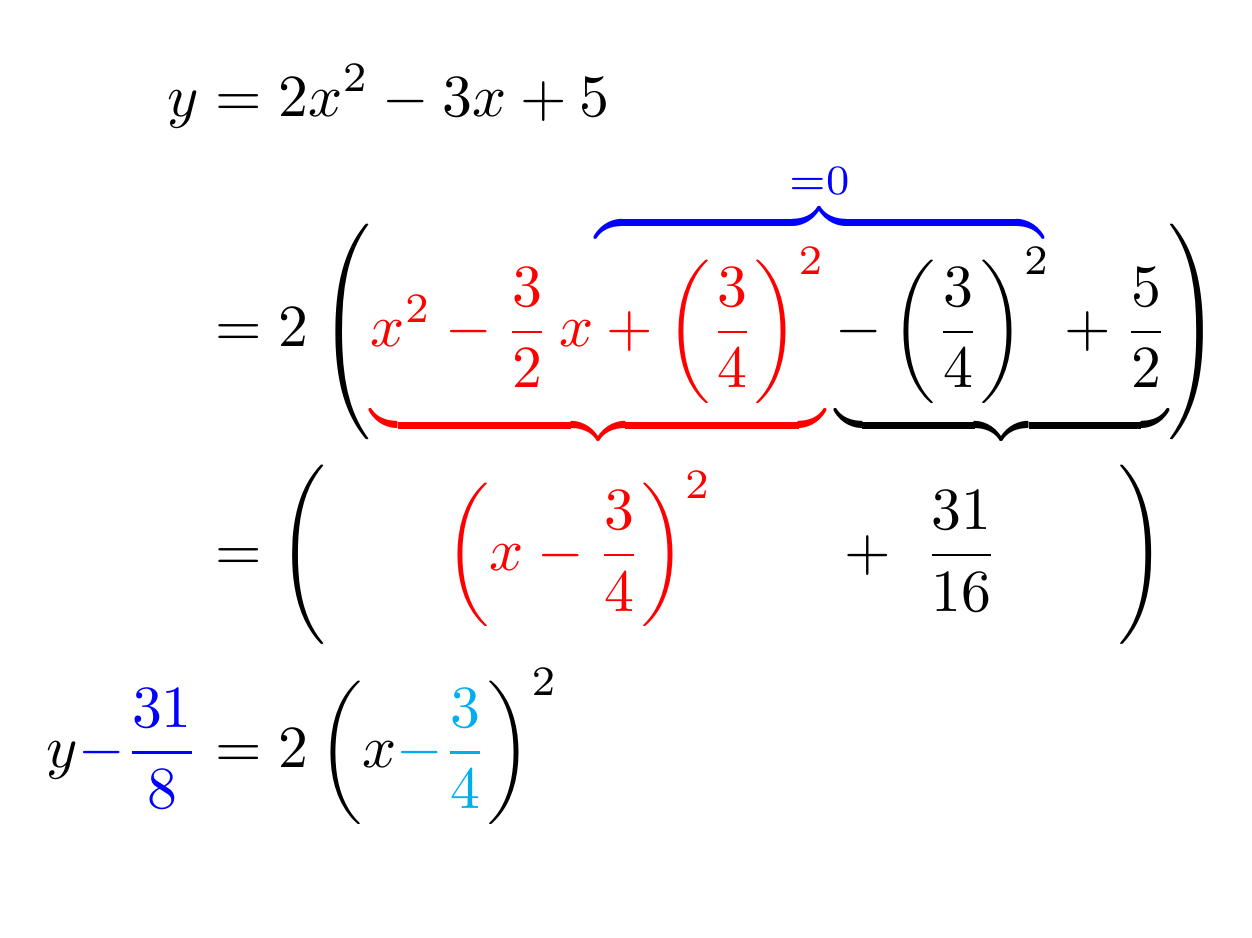 y = 2x² − 3x + 5
=0
= 2 ( x² − 3/2 x + (3/4)² − (3/4)² + 5/2 )
= ( (x − 3/4)² + 31/16 )
y − 31/8 = 2 (x − 3/4)²